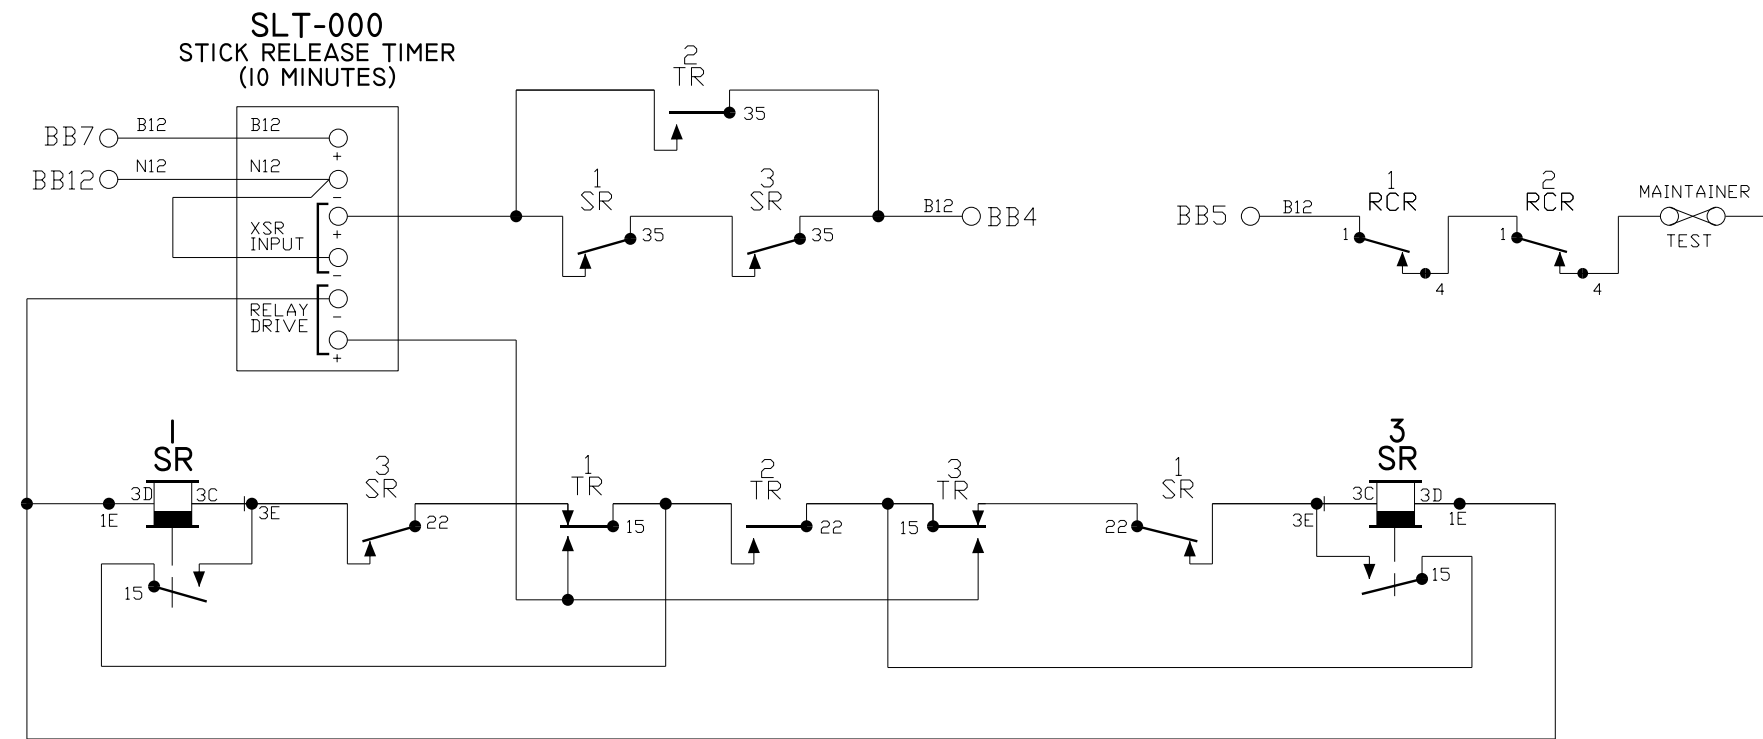 SLT-000
STICK RELEASE TIMER
(10 MINUTES)
2
TR
35
BB7
B12
B12
+
BB12
N12
N12
-
XSR
INPUT
+
-
RELAY
DRIVE
-
+
1
SR
35
3
SR
35
B12
BB4
BB5
B12
1
RCR
1
4
2
RCR
1
4
MAINTAINER
TEST
1
SR
3D
3C
1E
3E
15
3
SR
22
1
TR
15
2
TR
22
3
TR
15
1
SR
22
3
SR
3C
3D
3E
1E
15